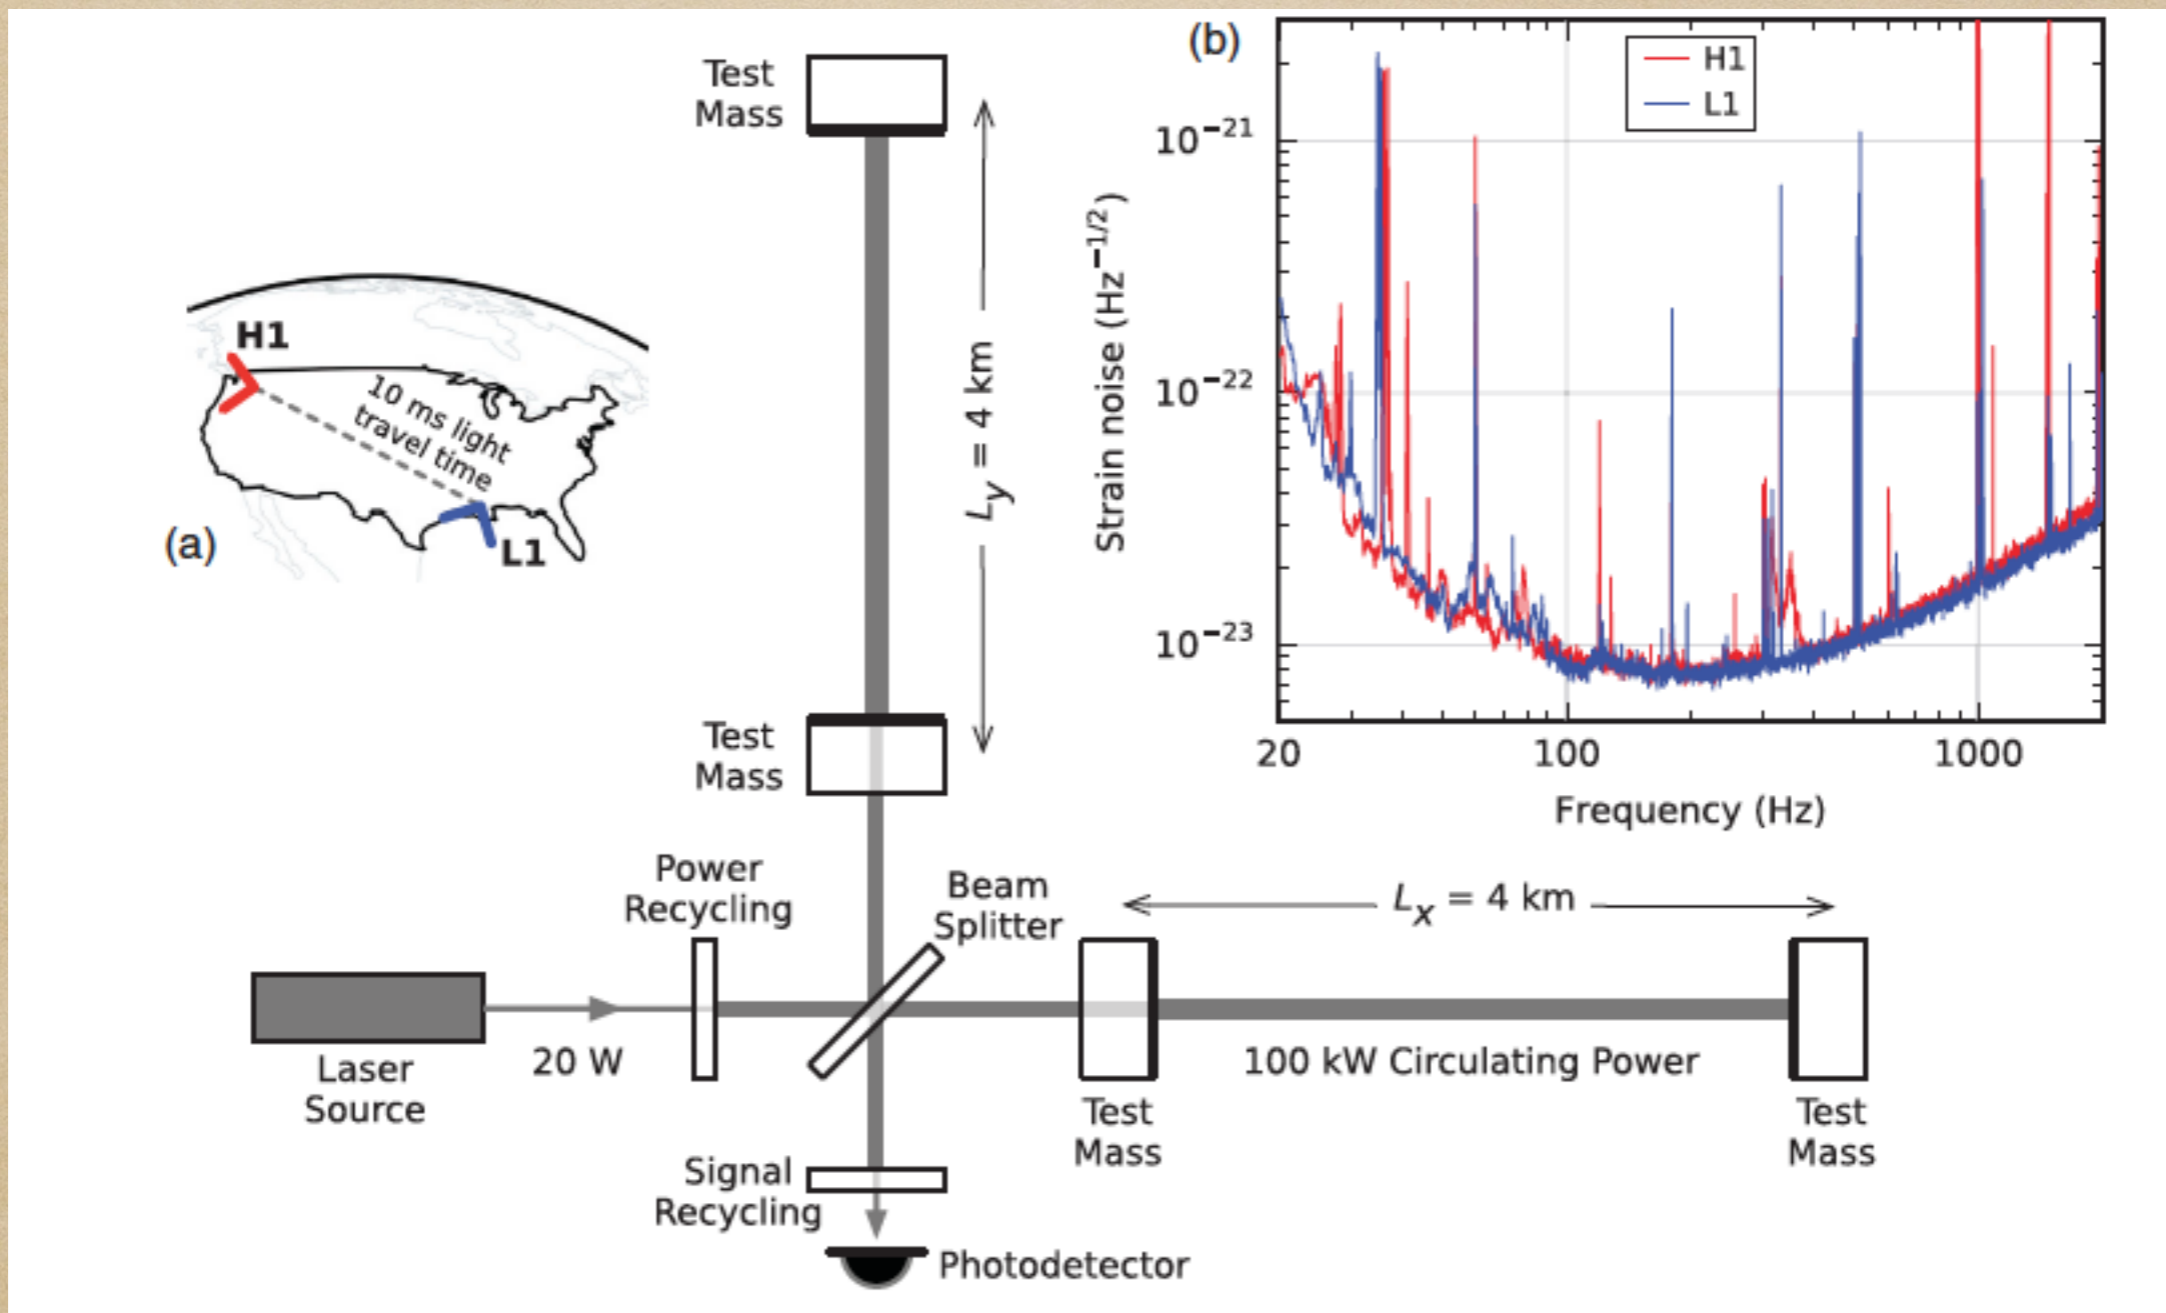 Test
Mass
(b)
H1
L1
10⁻²¹
10⁻²²
10⁻²³
Strain noise (Hz⁻¹/²)
20
100
1000
Frequency (Hz)
H1
10 ms light
travel time
L1
(a)
L_y = 4 km
Test
Mass
Power
Recycling
Beam
Splitter
L_x = 4 km
Laser
Source
20 W
100 kW Circulating Power
Test
Mass
Test
Mass
Signal
Recycling
Photodetector